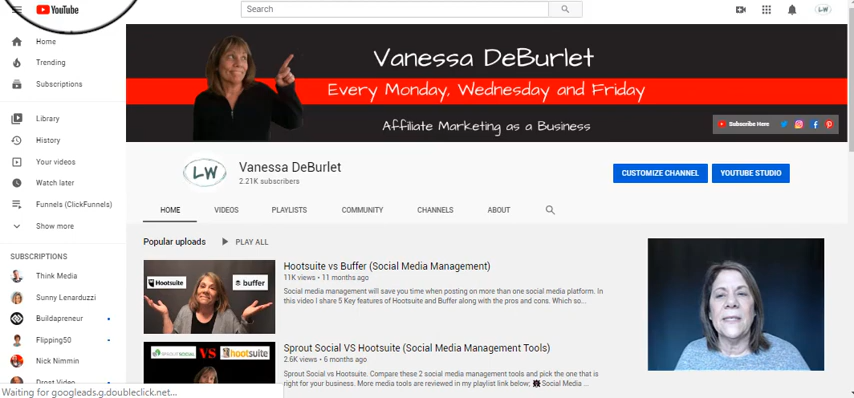 YouTube
Search
LW
Home
Trending
Subscriptions
Library
History
Your videos
Watch later
Funnels (ClickFunnels)
Show more
SUBSCRIPTIONS
Think Media
Sunny Lenarduzzi
Buildapreneur
Flipping50
Nick Nimmin
Waiting for googleads.g.doubleclick.net...
Vanessa DeBurlet
Every Monday, Wednesday and Friday
Affiliate Marketing as a Business
Subscribe Here
LW
Vanessa DeBurlet
2.21K subscribers
CUSTOMIZE CHANNEL
YOUTUBE STUDIO
HOME VIDEOS PLAYLISTS COMMUNITY CHANNELS ABOUT
Popular uploads PLAY ALL
Hootsuite
buffer
Hootsuite vs Buffer (Social Media Management)
11K views • 11 months ago
Social media management will save you time when posting on more than one social media platform. In
this video I share 5 Key features of Hootsuite and Buffer along with the pros and cons. Which so...
VS
hootsuite
Sprout Social VS Hootsuite (Social Media Management Tools)
2.6K views • 6 months ago
Sprout Social vs Hootsuite. Compare these 2 social media management tools and pick the one that is
right for your business. More media tools are reviewed in my playlist link below; Social Media ...